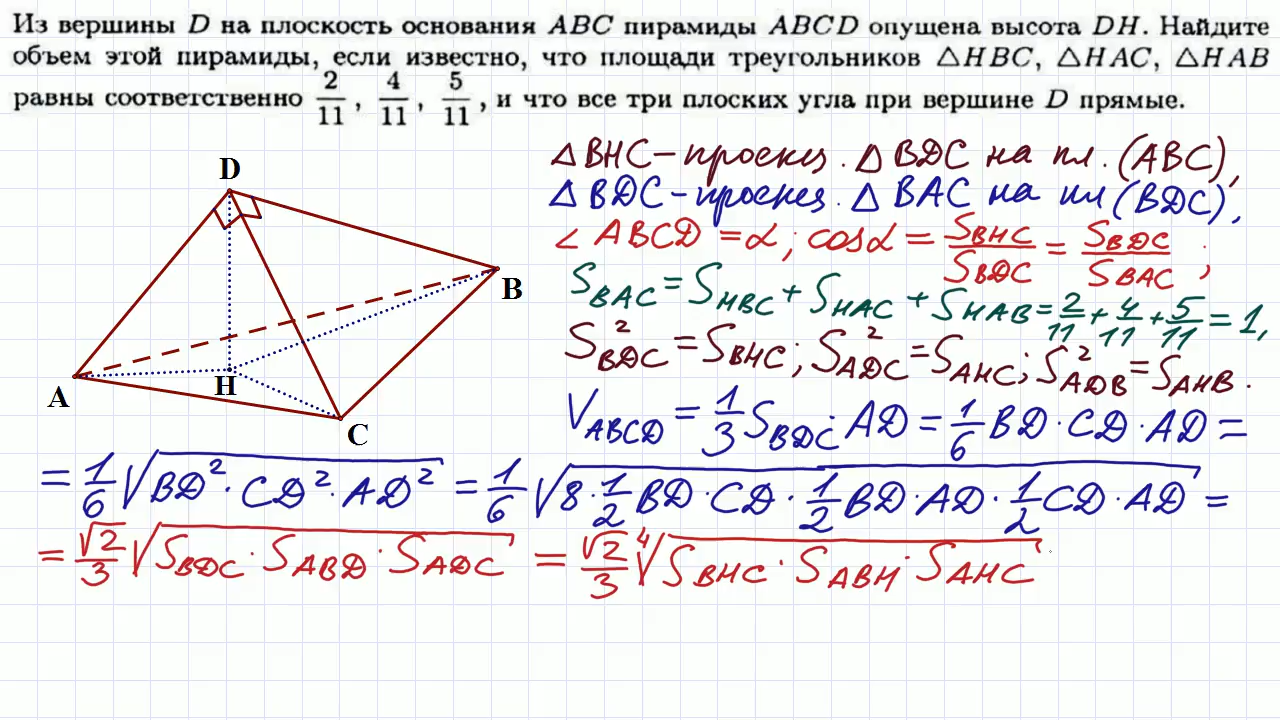 Из вершины D на плоскость основания ABC пирамиды ABCD опущена высота DH. Найдите
объем этой пирамиды, если известно, что площади треугольников △HBC, △HAC, △HAB
равны соответственно 2/11, 4/11, 5/11, и что все три плоских угла при вершине D прямые.
△BHC – проекц. △BDC на пл. (ABC),
△BDC – проекц. △BAC на пл (BDC),
∠ABCD = α; cosα = S_BHC/S_BDC = S_BDC/S_BAC;
S_BAC = S_HBC + S_HAC + S_HAB = 2/11 + 4/11 + 5/11 = 1,
S²_BDC = S_BHC; S²_ADC = S_AHC; S²_ADB = S_AHB.
V_ABCD = 1/3 S_BDC · AD = 1/6 BD · CD · AD =
= 1/6 √(BD² · CD² · AD²) = 1/6 √(8 · 1/2 BD · CD · 1/2 BD · AD · 1/2 CD · AD) =
= √2/3 √(S_BDC · S_ABD · S_ADC) = √2/3 ⁴√(S_BHC · S_ABH · S_AHC)
D
B
A
H
C